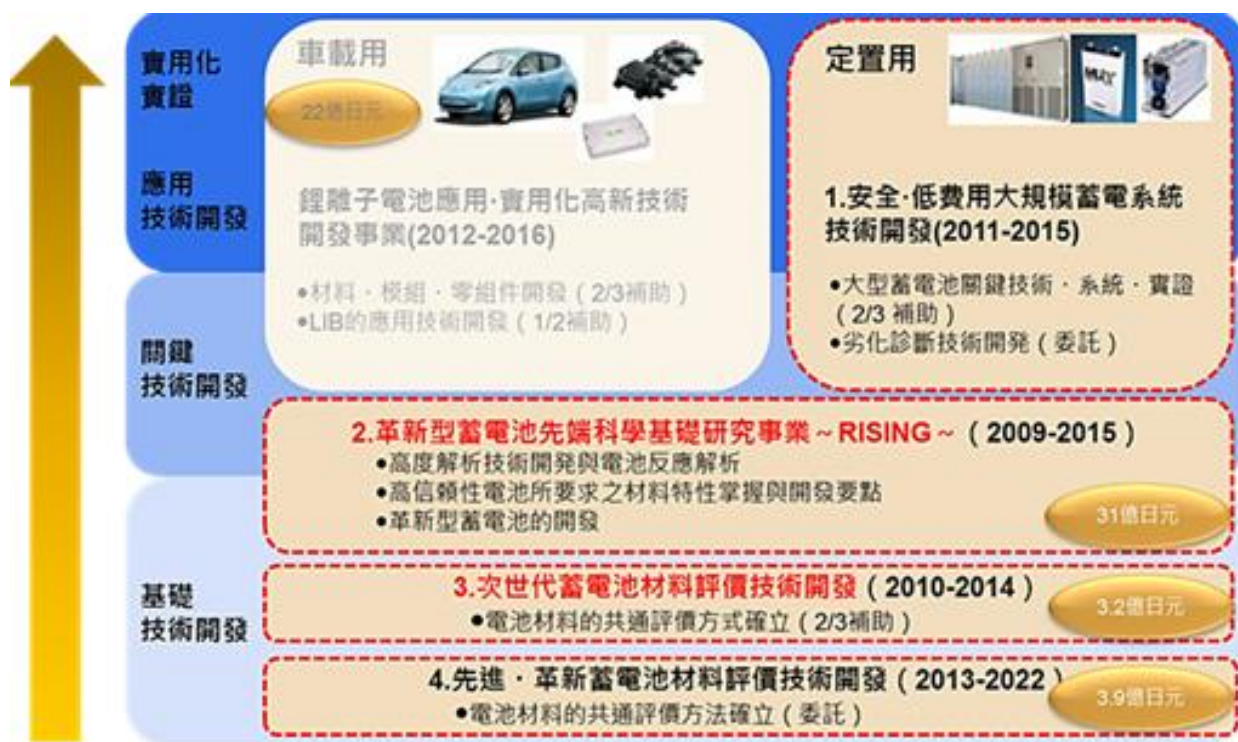 實用化
實證
應用
技術開發
關鍵
技術開發
基礎
技術開發
車載用
22億日元
鋰離子電池應用·實用化高新技術
開發事業(2012-2016)
●材料·模組·零組件開發(2/3補助)
●LIB的應用技術開發(1/2補助)
定置用
MAX
1.安全·低費用大規模蓄電系統
技術開發(2011-2015)
●大型蓄電池關鍵技術·系統·實證
(2/3 補助)
●劣化診斷技術開発(委託)
2.革新型蓄電池先端科學基礎研究事業~RISING~(2009-2015)
●高度解析技術開發與電池反應解析
●高信賴性電池所要求之材料特性掌握與開發要點
●革新型蓄電池的開發
31億日元
3.次世代蓄電池材料評價技術開發(2010-2014)
●電池材料的共通評價方式確立(2/3補助)
3.2億日元
4.先進·革新蓄電池材料評價技術開發(2013-2022)
●電池材料的共通評價方法確立(委託)
3.9億日元